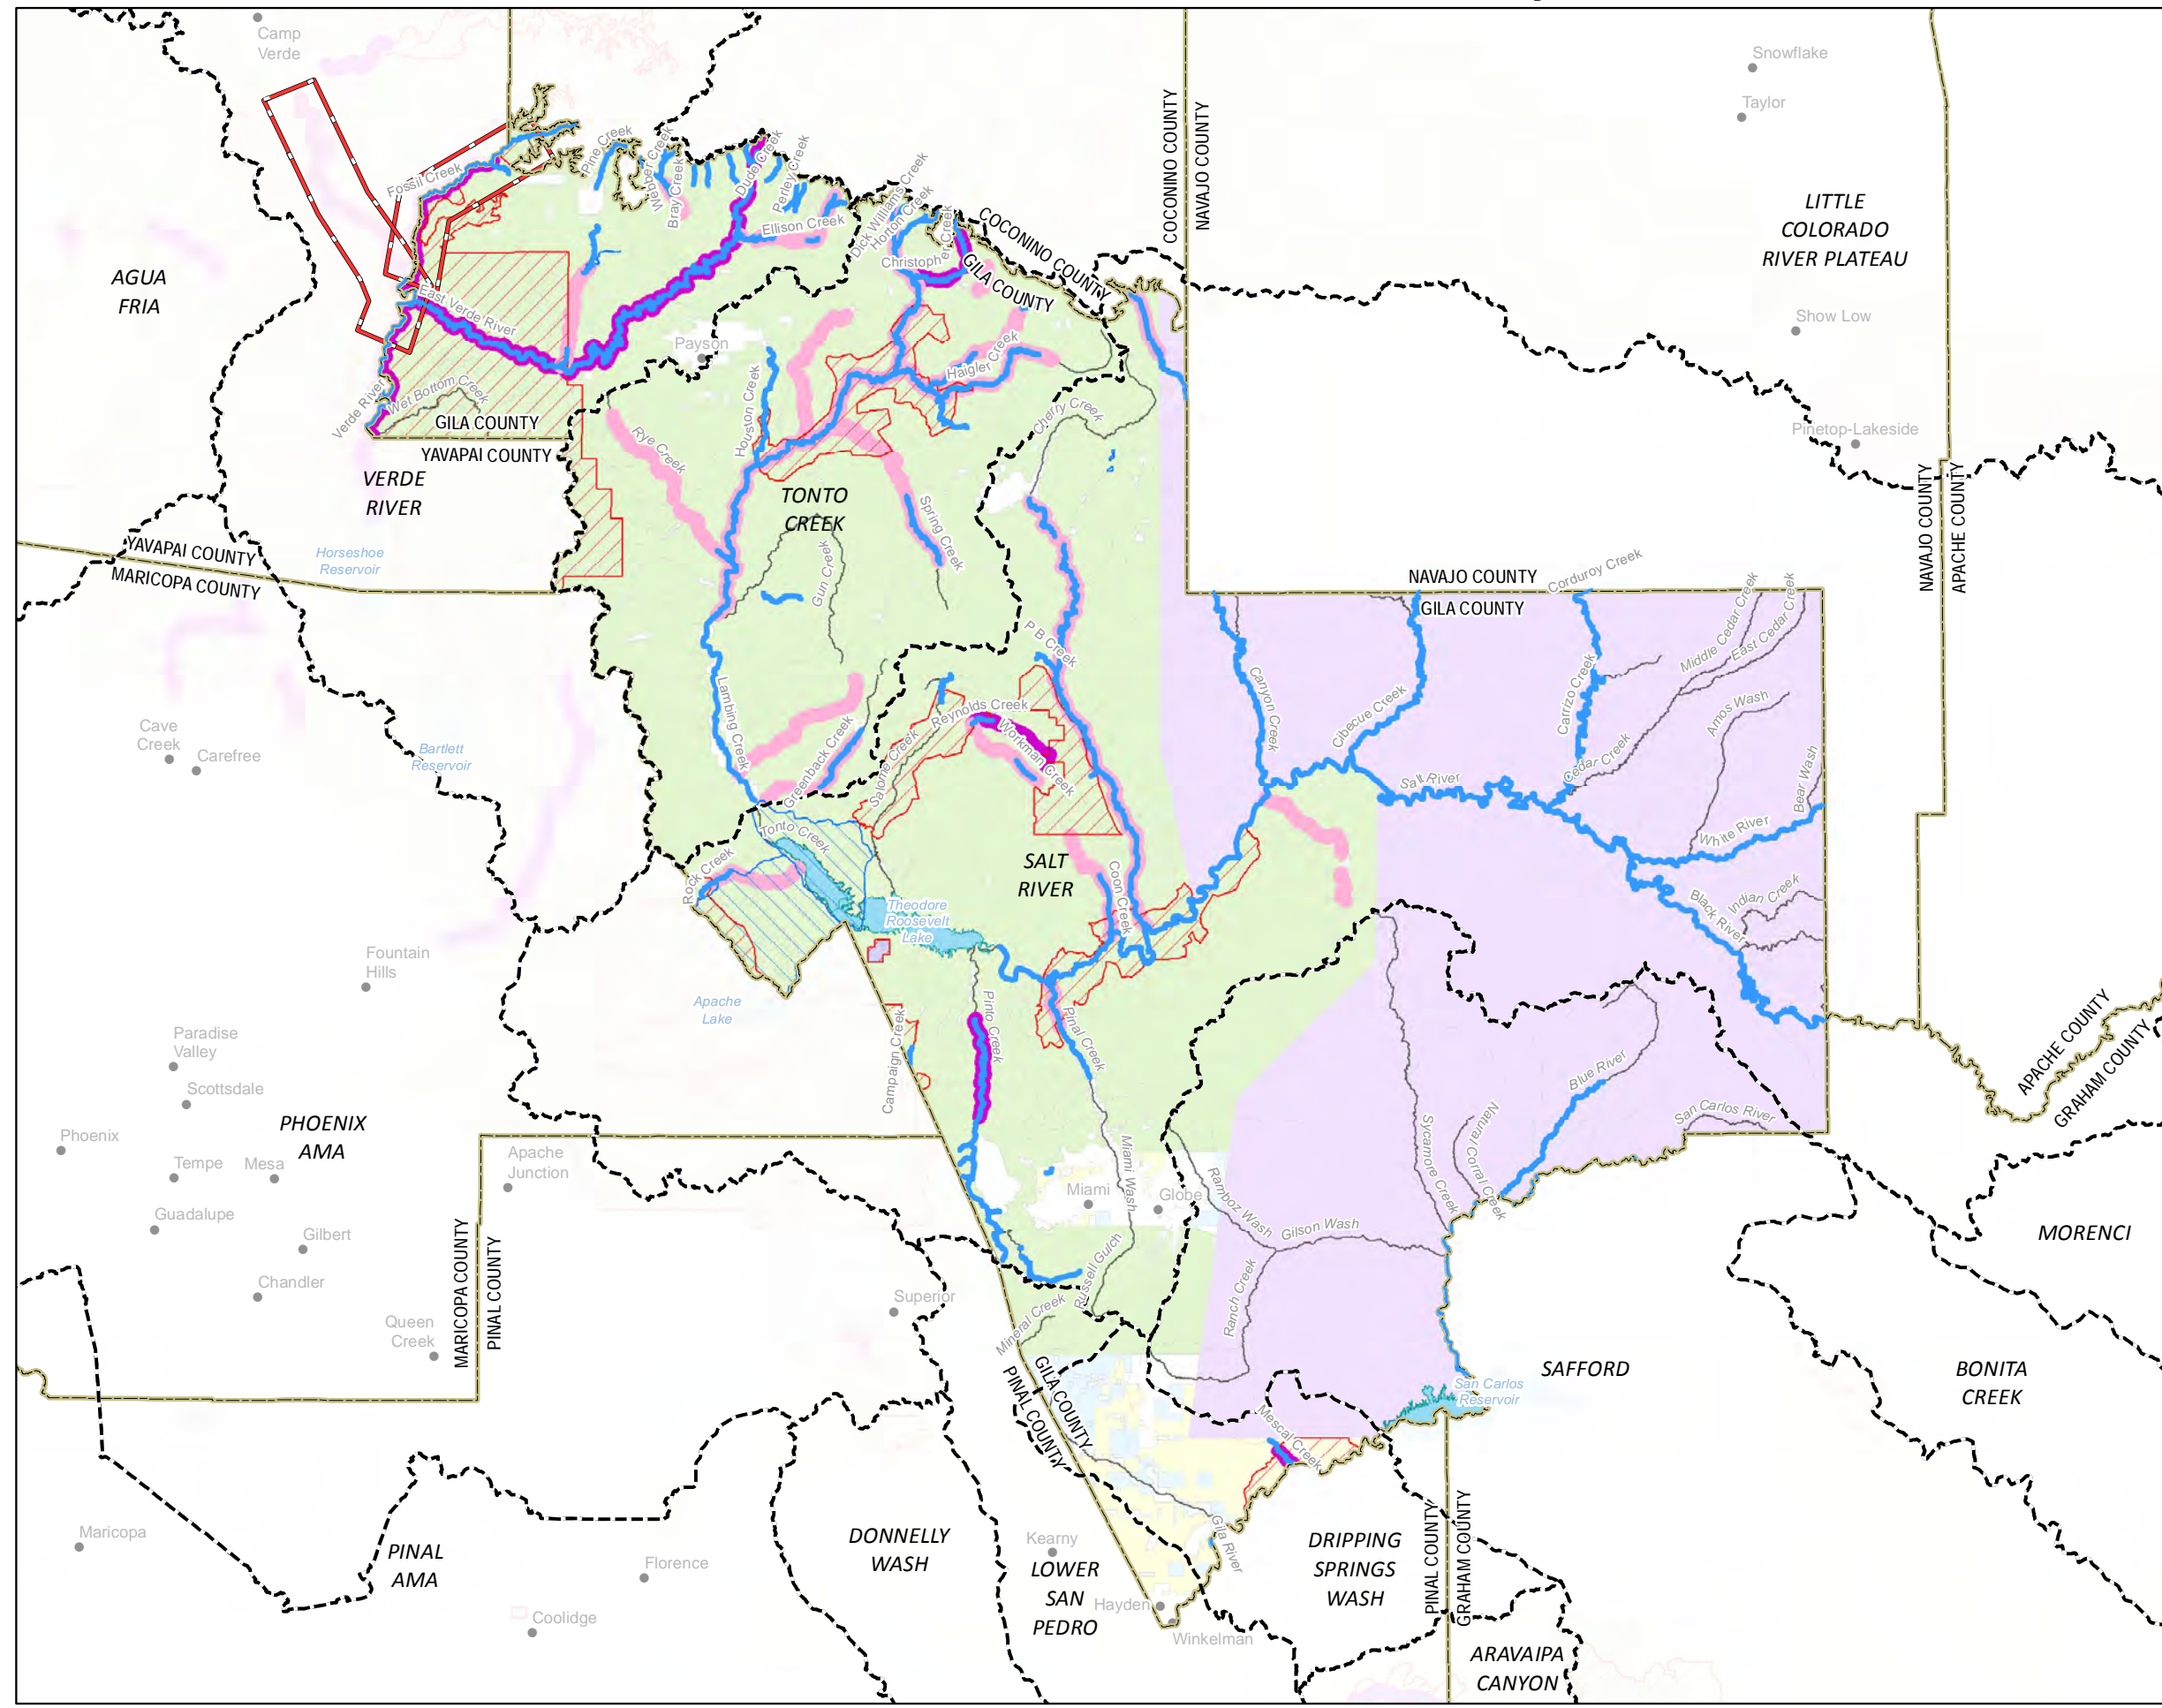 Camp
Verde
Snowflake
Taylor
COCONINO COUNTY
NAVAJO COUNTY
Pine Creek
Webber Creek
Bray Creek
Dude Creek
Perley Creek
Fossil Creek
Ellison Creek
Dick Williams Creek
Horton Creek
Christopher Creek
COCONINO COUNTY
GILA COUNTY
LITTLE
COLORADO
RIVER PLATEAU
AGUA
FRIA
East Verde River
Show Low
Payson
Houston Creek
Haigler Creek
Cherry Creek
Verde River
Wet Bottom Creek
GILA COUNTY
YAVAPAI COUNTY
Rye Creek
Pinetop-Lakeside
VERDE
RIVER
TONTO
CREEK
Spring Creek
Gun Creek
NAVAJO COUNTY
APACHE COUNTY
YAVAPAI COUNTY
MARICOPA COUNTY
Horseshoe
Reservoir
NAVAJO COUNTY
GILA COUNTY
Corduroy Creek
Middle Cedar Creek
East Cedar Creek
P B Creek
Lambing Creek
Canyon Creek
Cibecue Creek
Carrizo Creek
Amos Wash
Cedar Creek
Bear Wash
Reynolds Creek
Workman Creek
Salome Creek
Greenback Creek
Cave
Creek
Carefree
Bartlett
Reservoir
Salt River
White River
Tonto Creek
Rock Creek
SALT
RIVER
Coon Creek
Theodore
Roosevelt
Lake
Black River
Indian Creek
Fountain
Hills
Apache
Lake
Pinto Creek
Pinal Creek
Campaign Creek
Paradise
Valley
Scottsdale
PHOENIX
AMA
Phoenix
Tempe
Mesa
Apache
Junction
Guadalupe
Gilbert
Chandler
Queen
Creek
MARICOPA COUNTY
PINAL COUNTY
Miami
Globe
Miami Wash
Ramboz Wash
Gilson Wash
Sycamore Creek
Natural Corral Creek
Blue River
San Carlos River
APACHE COUNTY
GRAHAM COUNTY
MORENCI
Russell Gulch
Ranch Creek
Superior
Mineral Creek
GILA COUNTY
PINAL COUNTY
SAFFORD
San Carlos
Reservoir
BONITA
CREEK
Mescal Creek
Gila River
Maricopa
PINAL
AMA
Florence
Coolidge
DONNELLY
WASH
Kearny
LOWER
SAN
PEDRO
Hayden
Winkelman
DRIPPING
SPRINGS
WASH
PINAL COUNTY
GRAHAM COUNTY
ARAVAIPA
CANYON